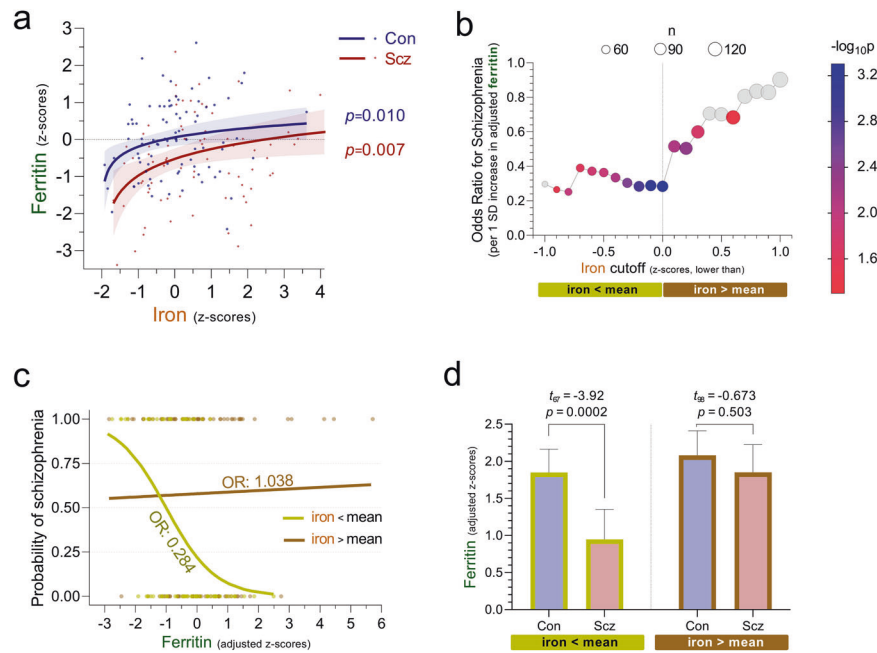 a
3
2
1
0
-1
-2
-3
Ferritin (z-scores)
Con
Scz
p=0.010
p=0.007
-2 -1 0 1 2 3 4
Iron (z-scores)
b
n
60 90 120
Odds Ratio for Schizophrenia
(per 1 SD increase in adjusted ferritin)
1.0
0.8
0.6
0.4
0.2
0.0
-1.0 -0.5 0.0 0.5 1.0
Iron cutoff (z-scores, lower than)
iron < mean iron > mean
-log10p
3.2
2.8
2.4
2.0
1.6
c
Probability of schizophrenia
1.00
0.75
0.50
0.25
0.00
OR: 1.038
OR: 0.284
iron < mean
iron > mean
-3 -2 -1 0 1 2 3 4 5 6
Ferritin (adjusted z-scores)
d
t67= -3.92
p = 0.0002
t98= -0.673
p = 0.503
Ferritin (adjusted z-scores)
2.5
2.0
1.5
1.0
0.5
0.0
Con Scz Con Scz
iron < mean iron > mean